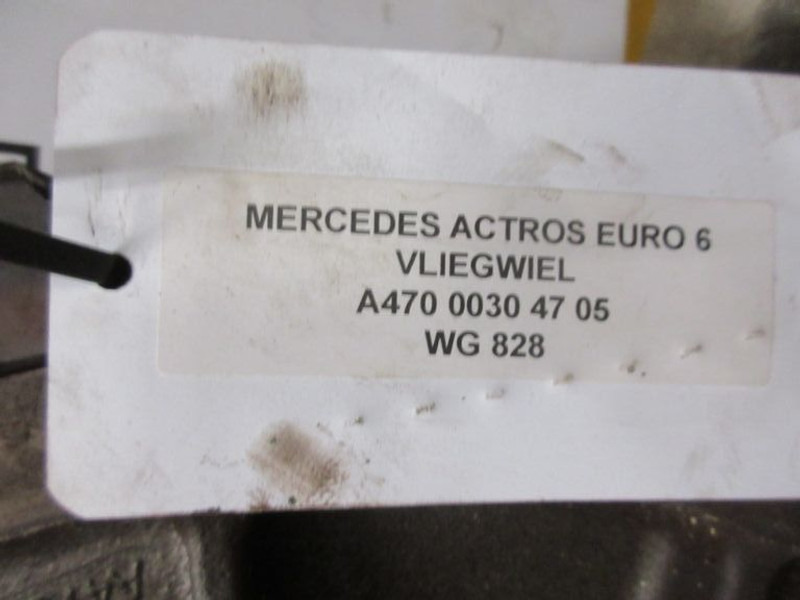 MERCEDES ACTROS EURO 6
VLIEGWIEL
A470 0030 47 05
WG 828